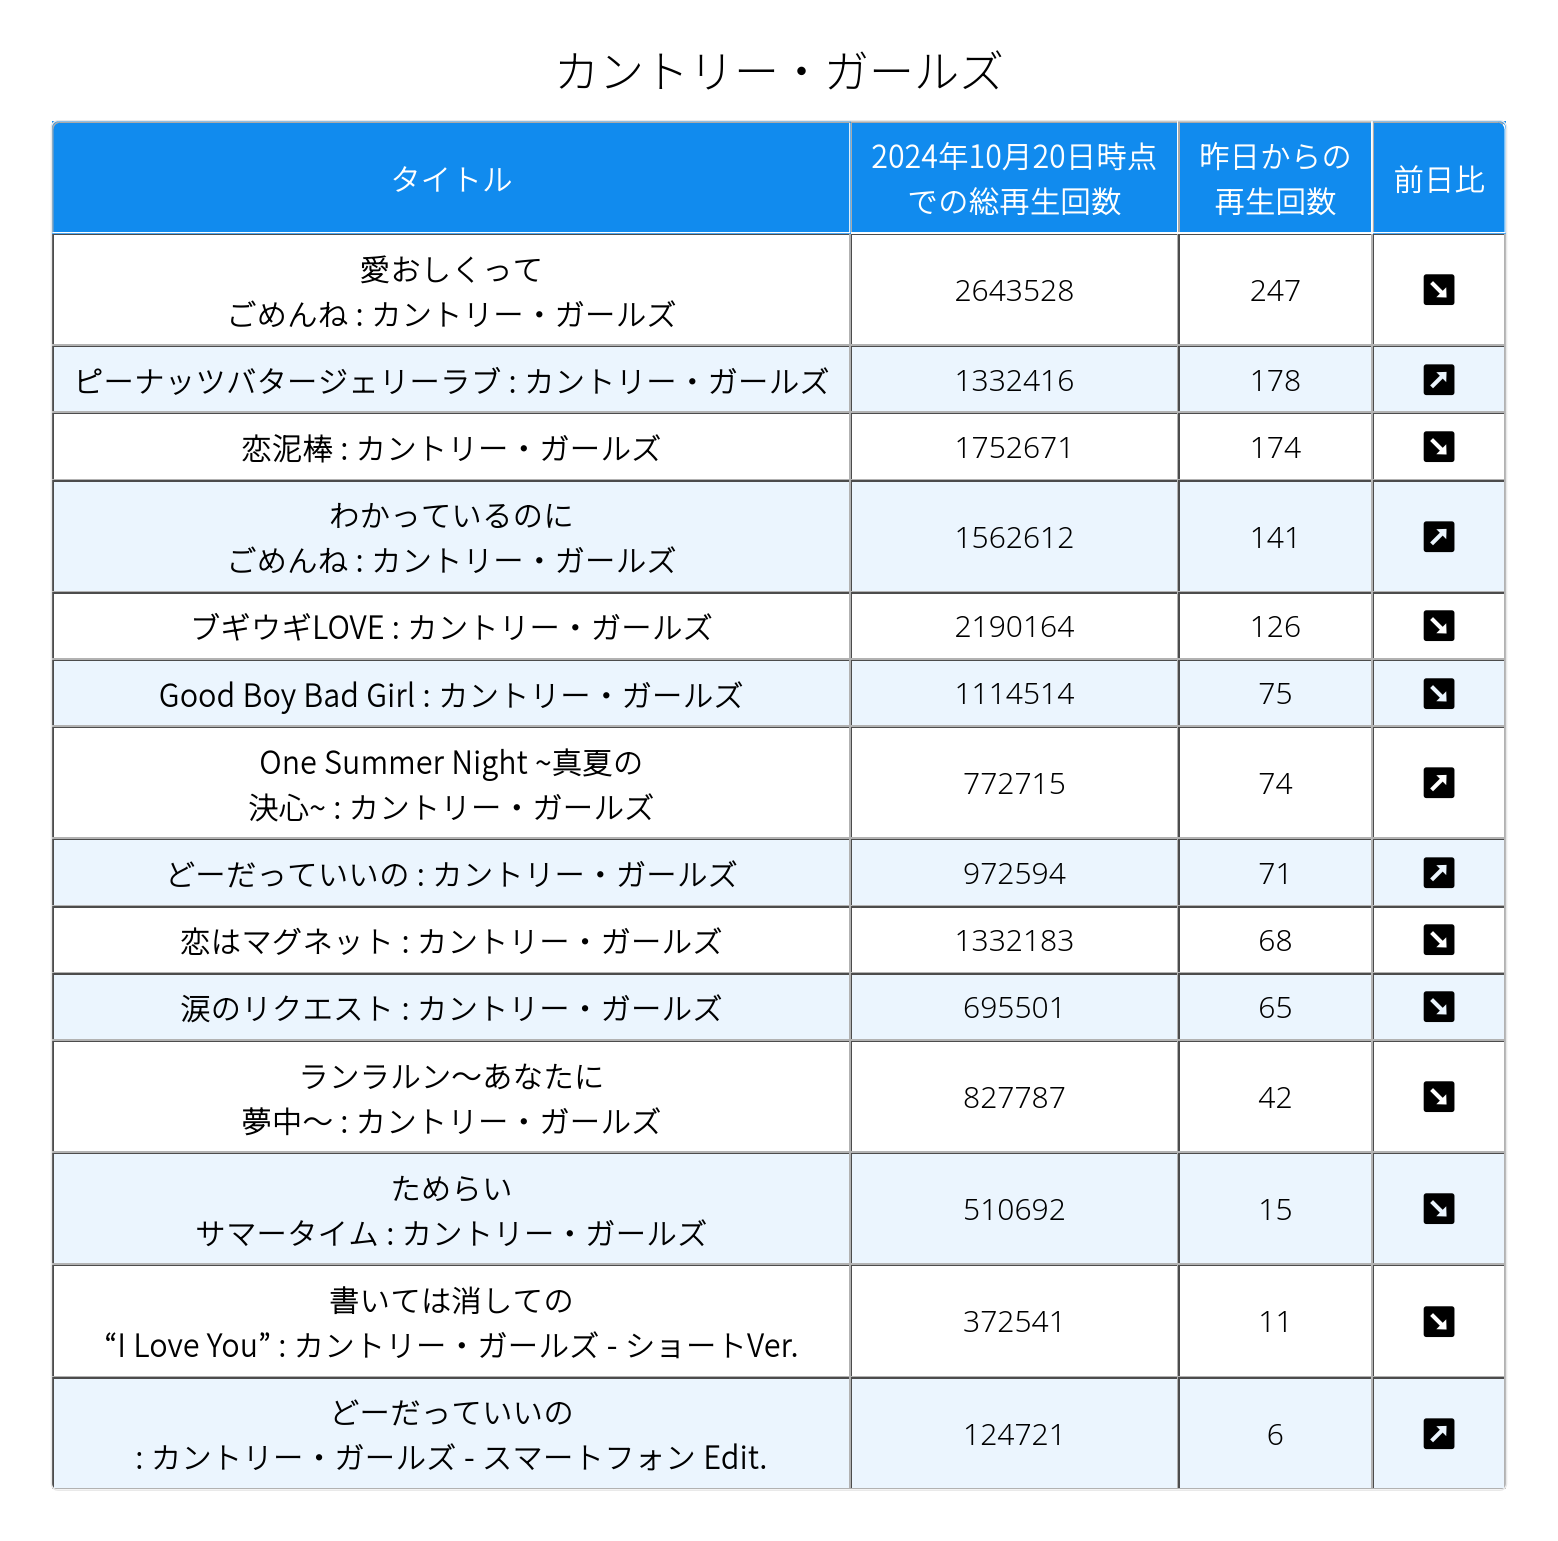 カントリー・ガールズ
タイトル
2024年10月20日時点
での総再生回数
昨日からの
再生回数
前日比
愛おしくって
ごめんね : カントリー・ガールズ
2643528
247
ピーナッツバタージェリーラブ : カントリー・ガールズ
1332416
178
恋泥棒 : カントリー・ガールズ
1752671
174
わかっているのに
ごめんね : カントリー・ガールズ
1562612
141
ブギウギLOVE : カントリー・ガールズ
2190164
126
Good Boy Bad Girl : カントリー・ガールズ
1114514
75
One Summer Night ~真夏の
決心~ : カントリー・ガールズ
772715
74
どーだっていいの : カントリー・ガールズ
972594
71
恋はマグネット : カントリー・ガールズ
1332183
68
涙のリクエスト : カントリー・ガールズ
695501
65
ランラルン〜あなたに
夢中〜 : カントリー・ガールズ
827787
42
ためらい
サマータイム : カントリー・ガールズ
510692
15
書いては消しての
“I Love You” : カントリー・ガールズ - ショートVer.
372541
11
どーだっていいの
: カントリー・ガールズ - スマートフォン Edit.
124721
6